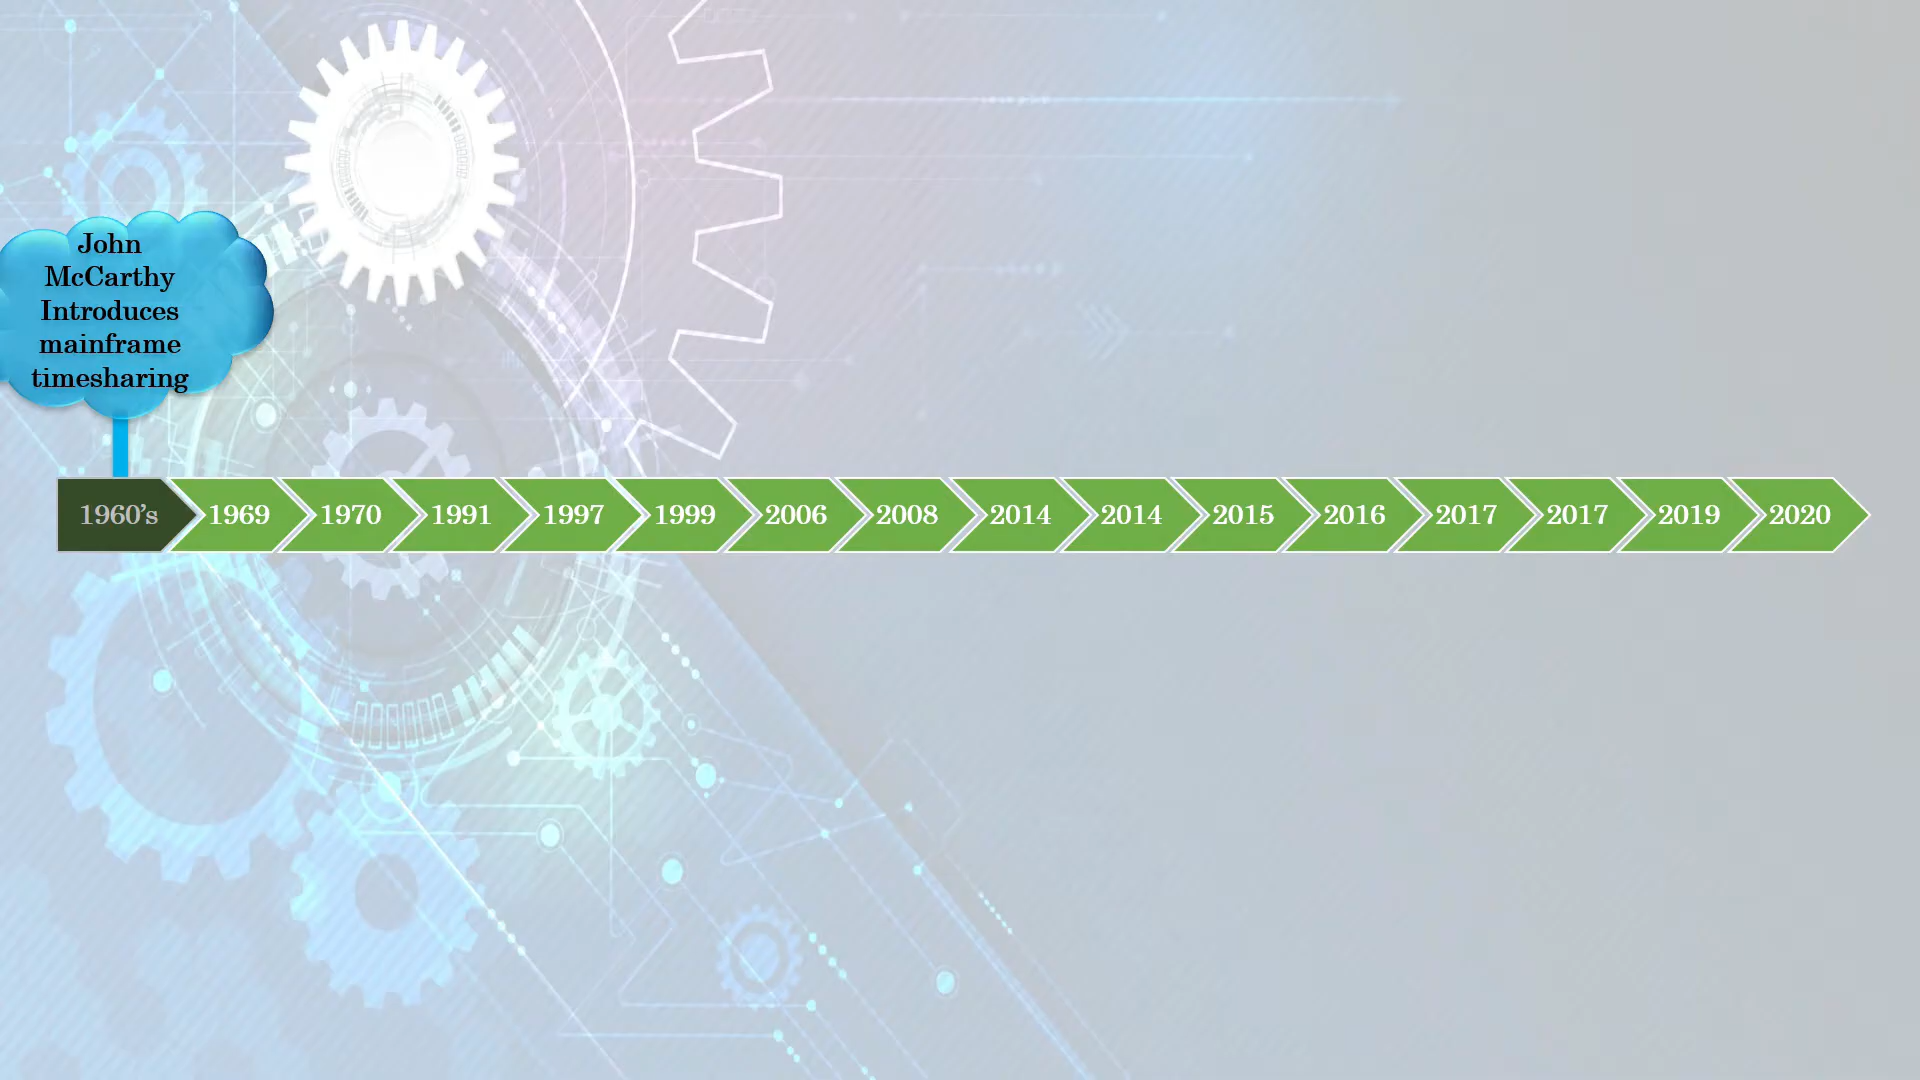 John
McCarthy
Introduces
mainframe
timesharing
1960's 1969 1970 1991 1997 1999 2006 2008 2014 2014 2015 2016 2017 2017 2019 2020